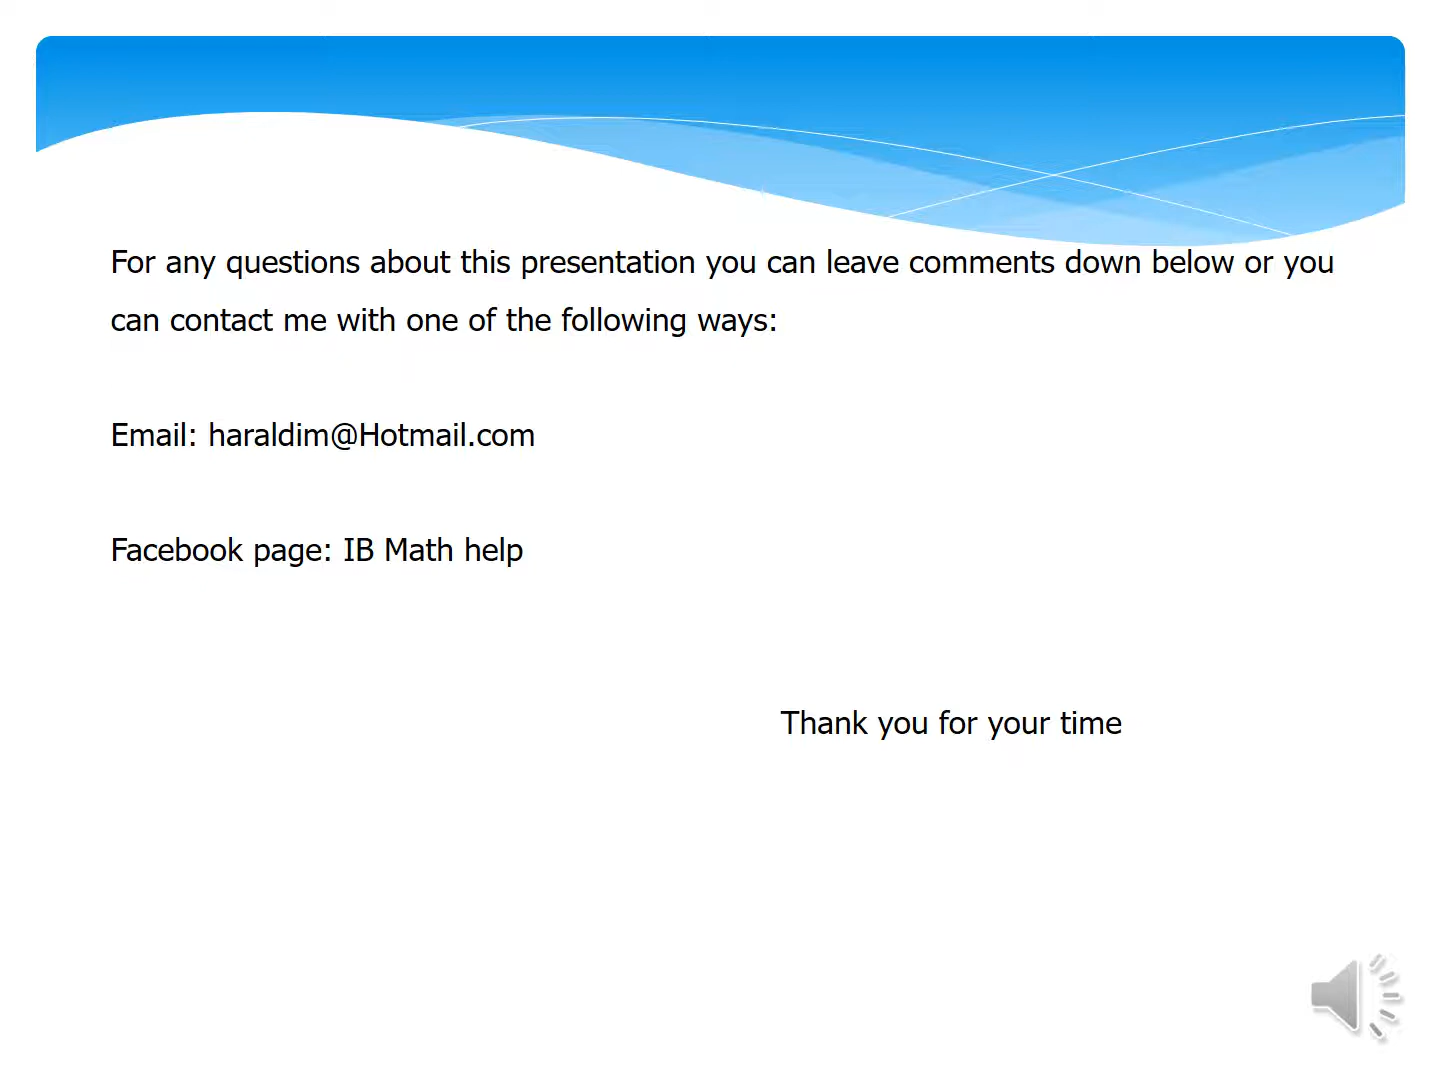 For any questions about this presentation you can leave comments down below or you
can contact me with one of the following ways:
Email: haraldim@Hotmail.com
Facebook page: IB Math help
Thank you for your time